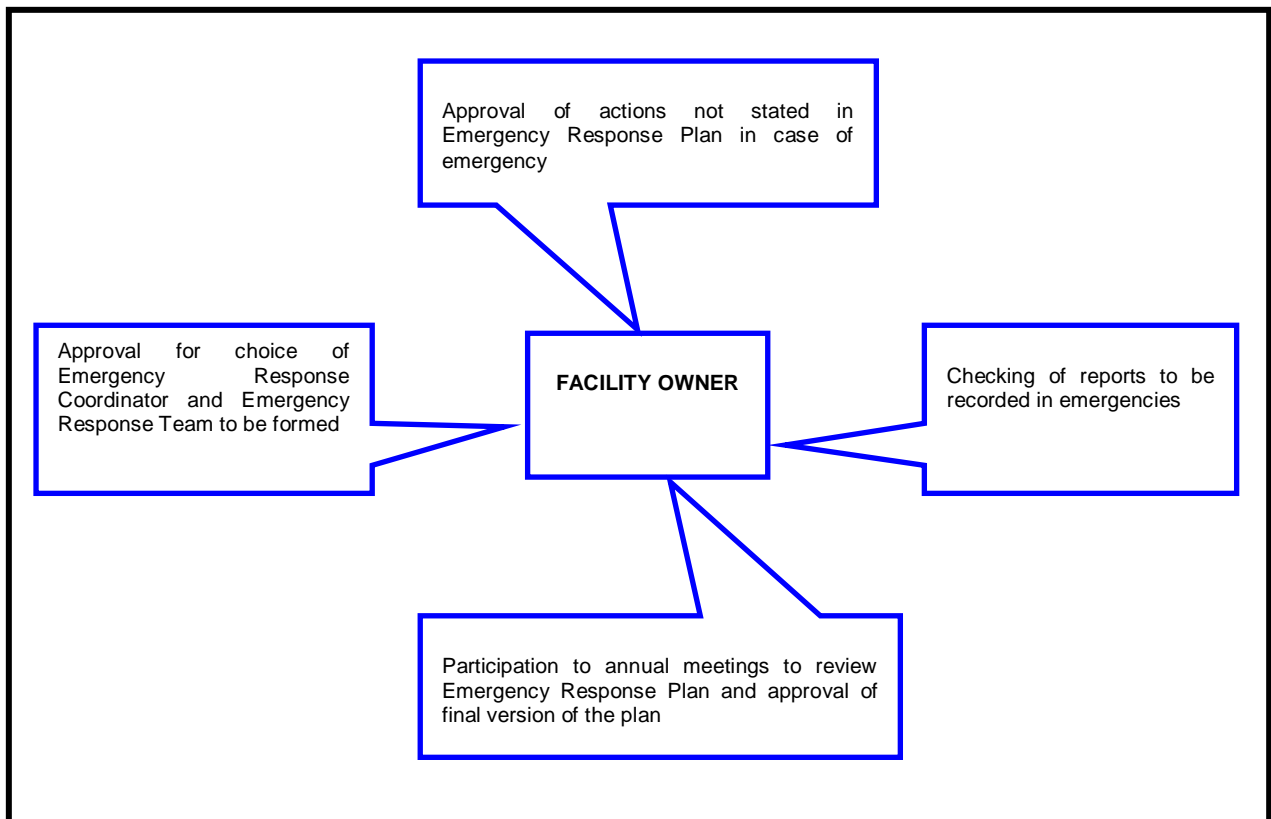 Approval of actions not stated in
Emergency Response Plan in case of
emergency
Approval for choice of
Emergency Response
Coordinator and Emergency
Response Team to be formed
FACILITY OWNER
Checking of reports to be
recorded in emergencies
Participation to annual meetings to review
Emergency Response Plan and approval of
final version of the plan